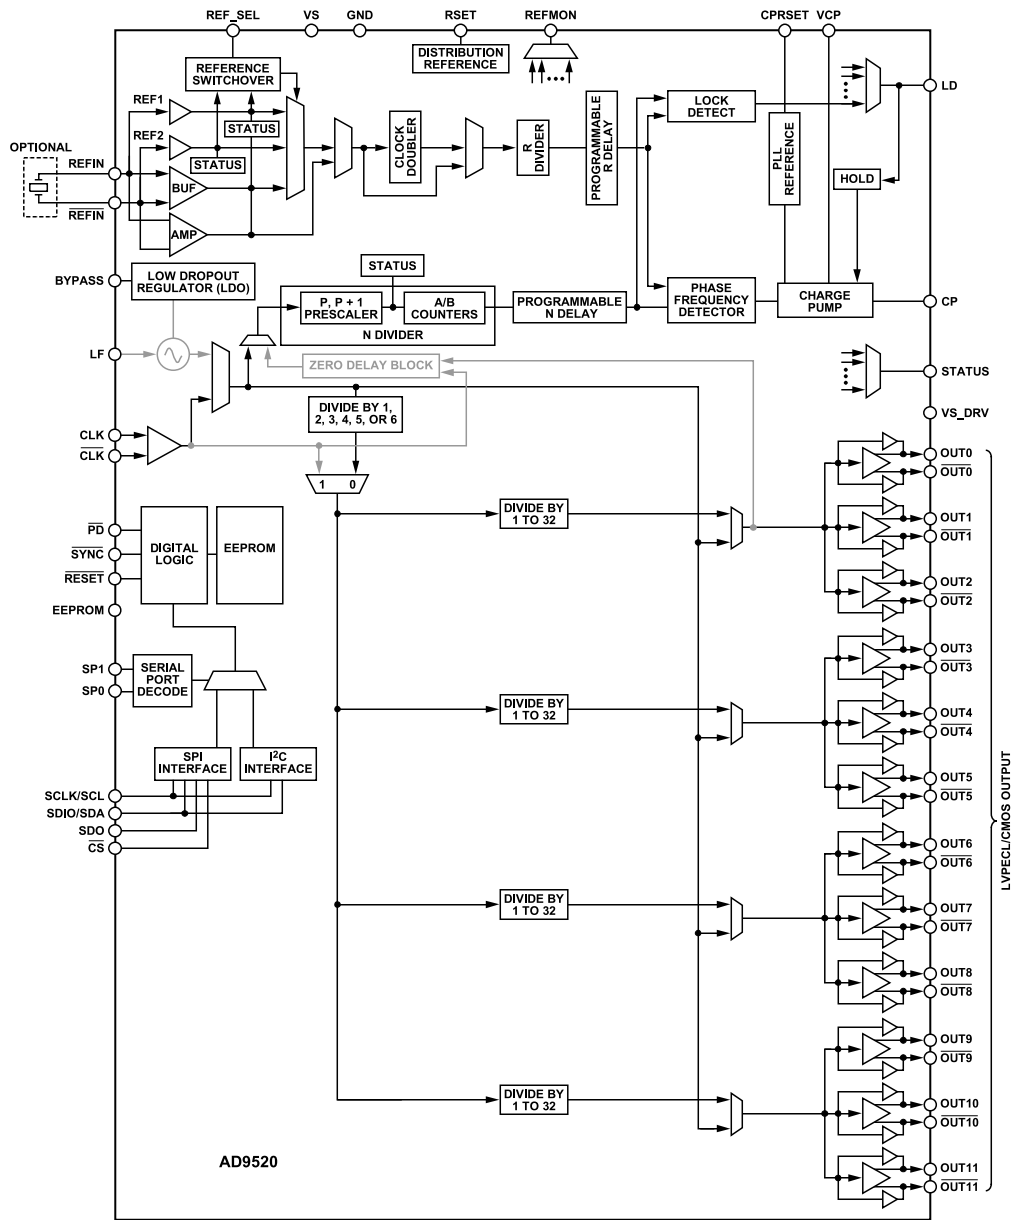 REF_SEL VS GND RSET REFMON CPRSET VCP
DISTRIBUTION
REFERENCE
REFERENCE
SWITCHOVER
REF1
STATUS
REF2
STATUS
OPTIONAL
REFIN
REFIN
BUF
AMP
CLOCK
DOUBLER
R
DIVIDER
PROGRAMMABLE
R DELAY
LOCK
DETECT
LD
PLL
REFERENCE
HOLD
BYPASS
LOW DROPOUT
REGULATOR (LDO)
STATUS
P, P + 1
PRESCALER
A/B
COUNTERS
N DIVIDER
PROGRAMMABLE
N DELAY
PHASE
FREQUENCY
DETECTOR
CHARGE
PUMP
CP
LF
ZERO DELAY BLOCK
STATUS
DIVIDE BY 1,
2, 3, 4, 5, OR 6
VS_DRV
CLK
CLK
1 0
OUT0
OUT0
DIVIDE BY
1 TO 32
OUT1
OUT1
PD
SYNC
RESET
DIGITAL
LOGIC
EEPROM
OUT2
OUT2
EEPROM
SP1
SP0
SERIAL
PORT
DECODE
OUT3
OUT3
DIVIDE BY
1 TO 32
OUT4
OUT4
SPI
INTERFACE
I2C
INTERFACE
OUT5
OUT5
SCLK/SCL
SDIO/SDA
SDO
CS
LVPECL/CMOS OUTPUT
OUT6
OUT6
DIVIDE BY
1 TO 32
OUT7
OUT7
OUT8
OUT8
OUT9
OUT9
DIVIDE BY
1 TO 32
OUT10
OUT10
AD9520
OUT11
OUT11